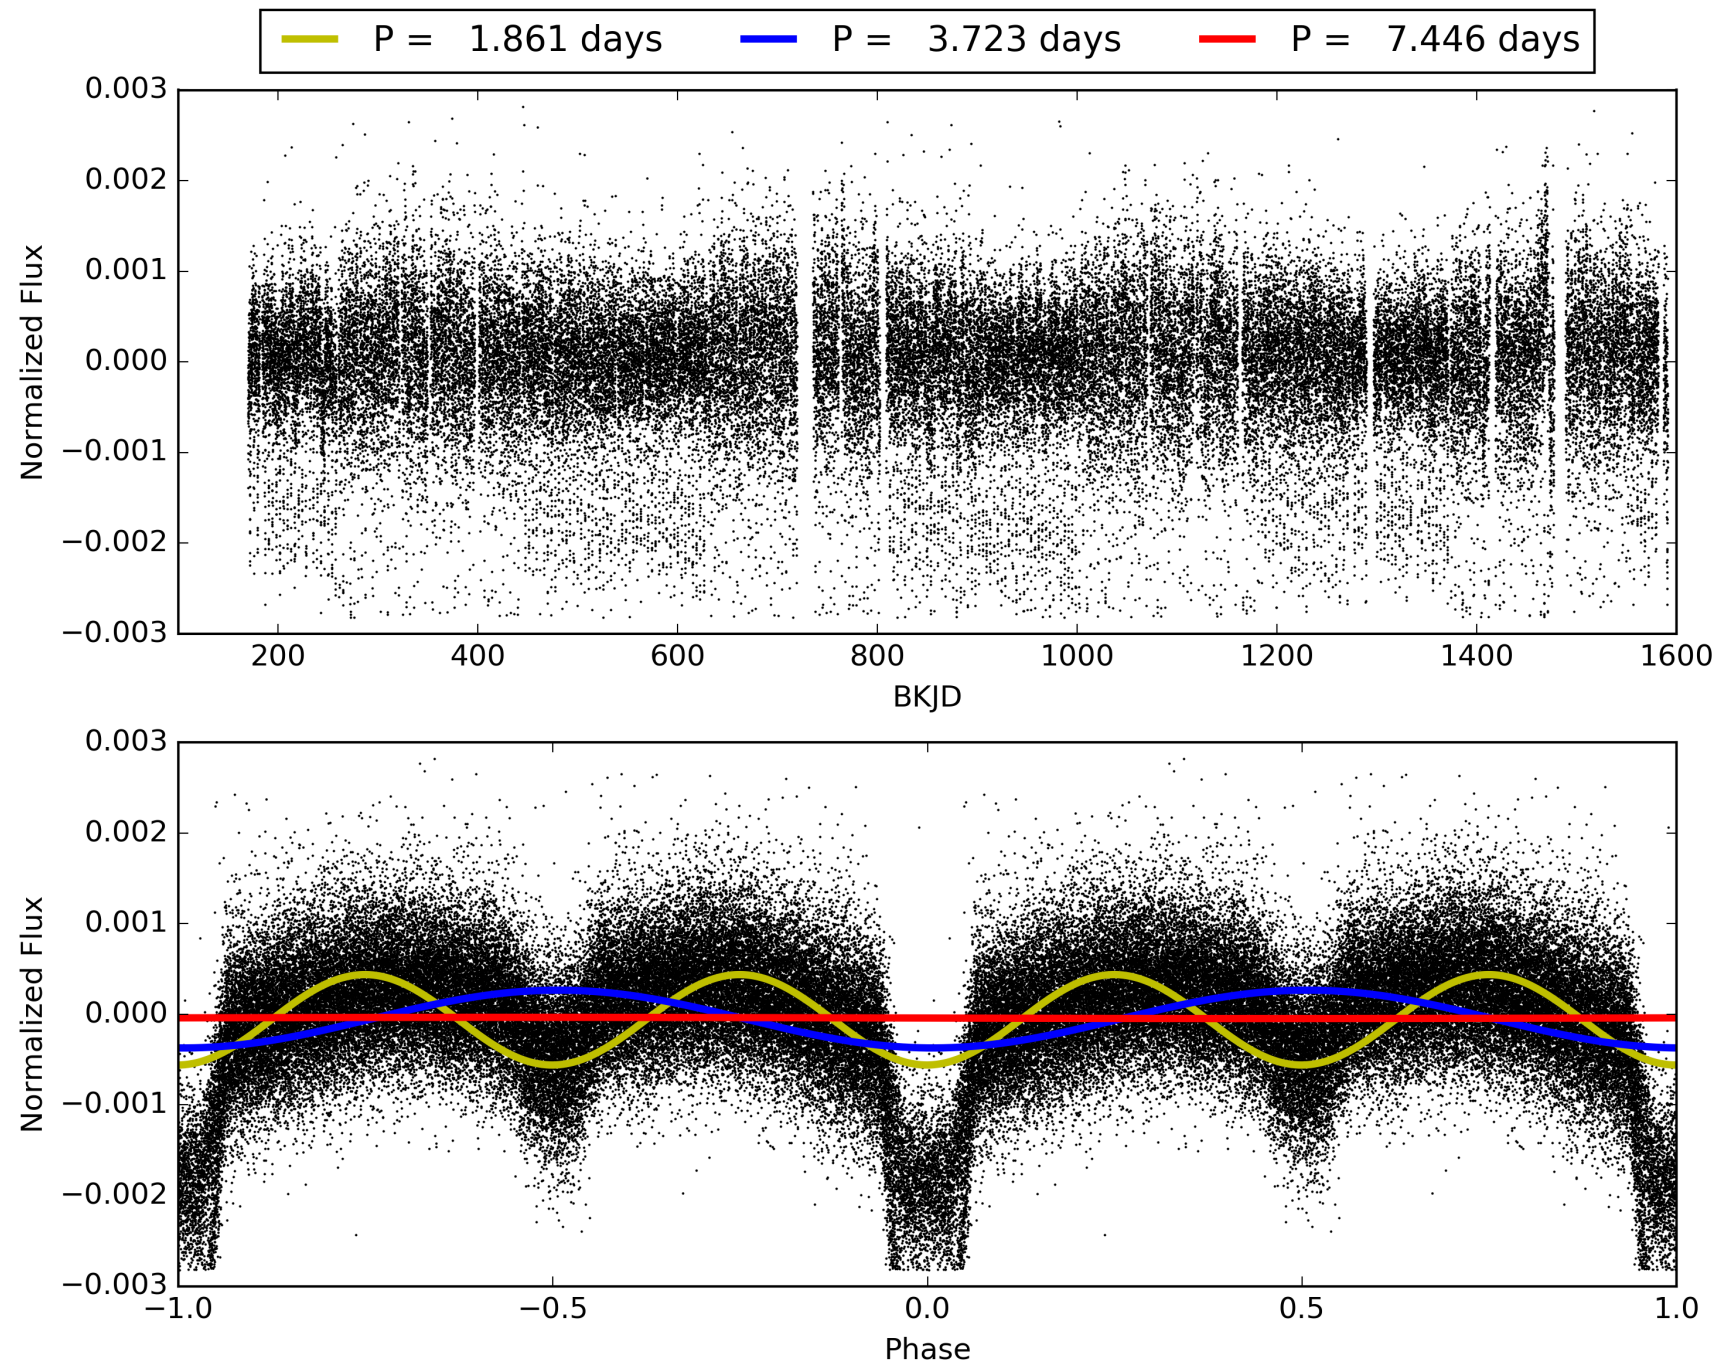 P = 1.861 days P = 3.723 days P = 7.446 days
0.003
0.002
0.001
0.000
−0.001
−0.002
−0.003
Normalized Flux
200 400 600 800 1000 1200 1400 1600
BKJD
0.003
0.002
0.001
0.000
−0.001
−0.002
−0.003
Normalized Flux
−1.0 −0.5 0.0 0.5 1.0
Phase